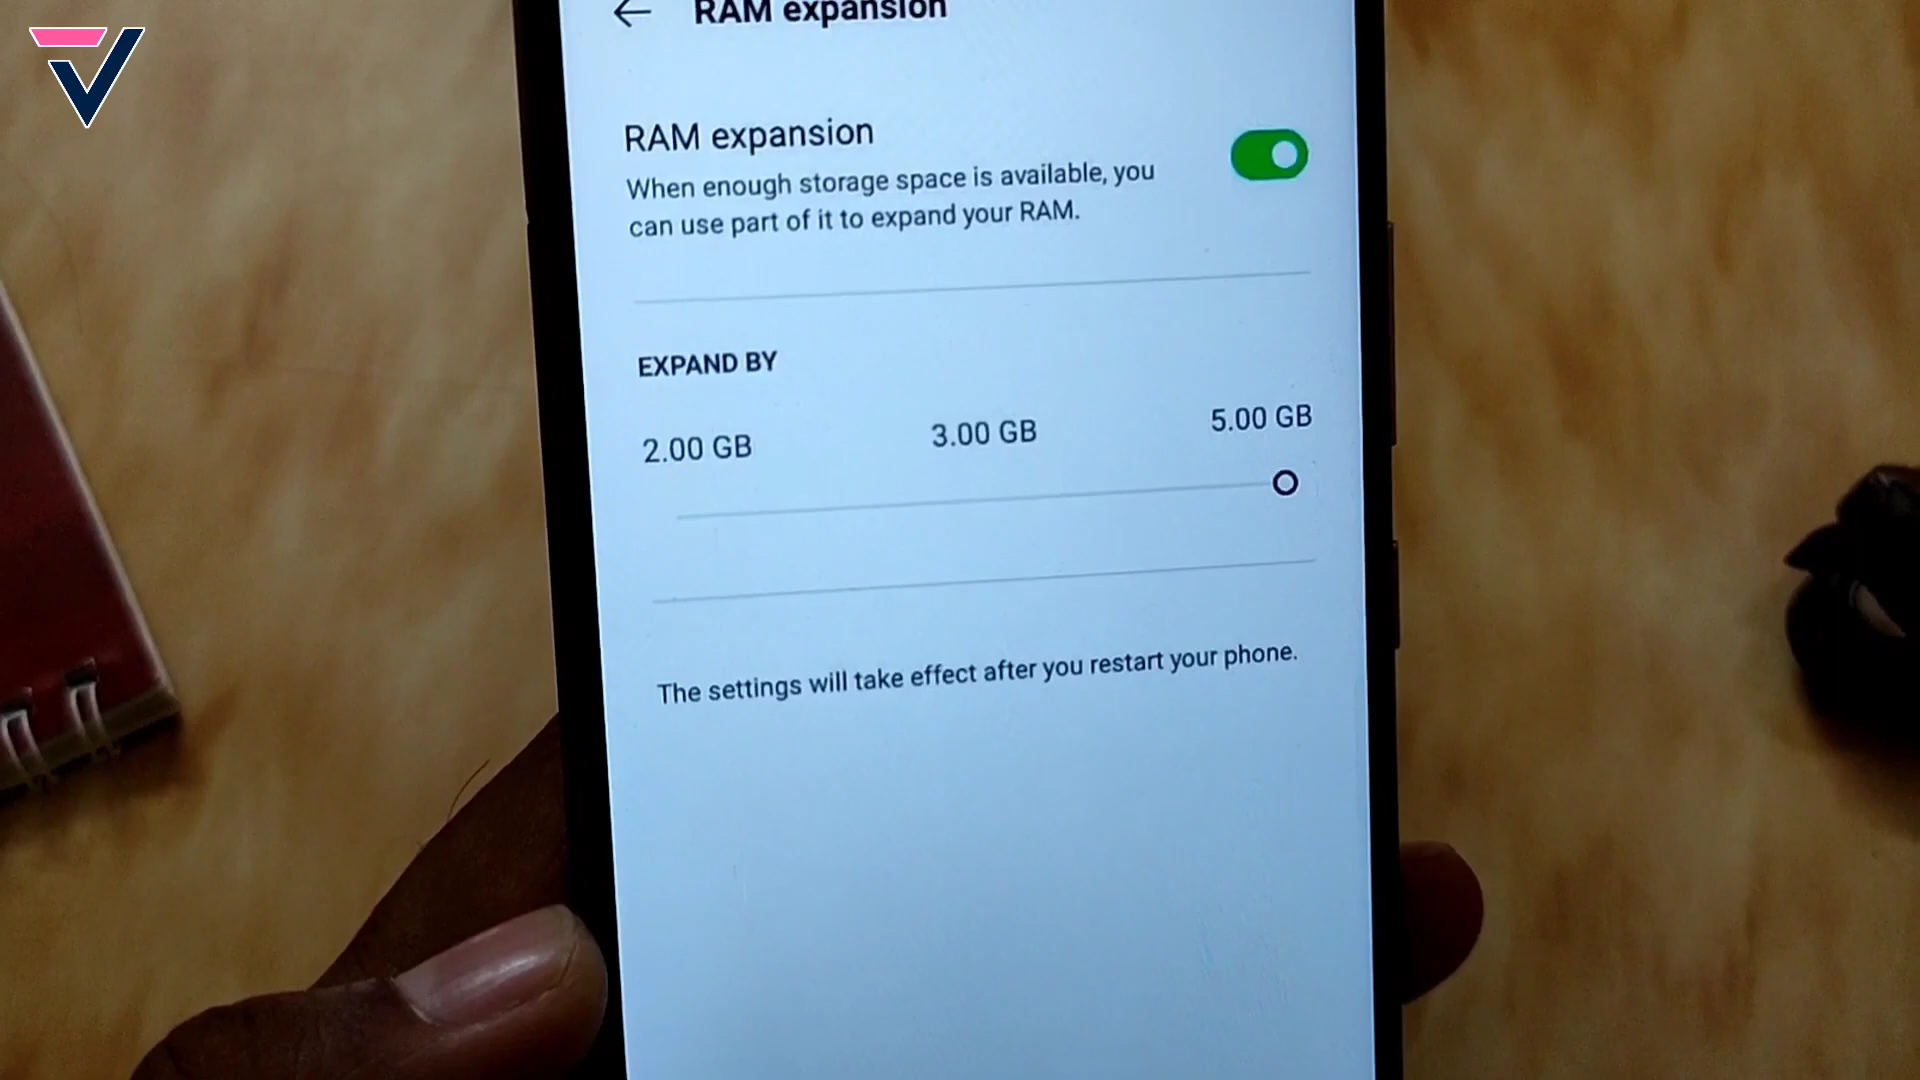 RAM expansion
RAM expansion
When enough storage space is available, you
can use part of it to expand your RAM.
EXPAND BY
2.00 GB 3.00 GB 5.00 GB
The settings will take effect after you restart your phone.